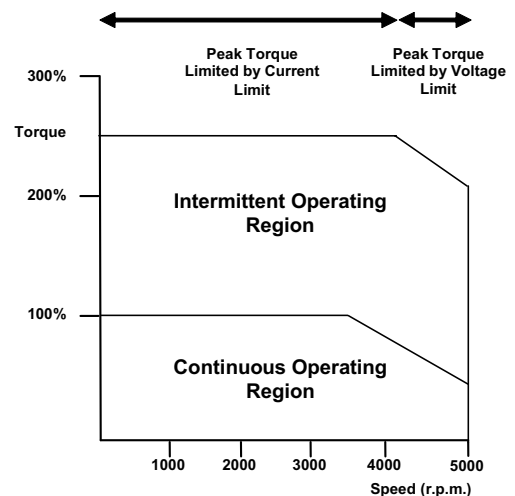 Peak Torque
Limited by Current
Limit
Peak Torque
Limited by Voltage
Limit
300%
Torque
200%
Intermittent Operating
Region
100%
Continuous Operating
Region
1000 2000 3000 4000 5000
Speed (r.p.m.)